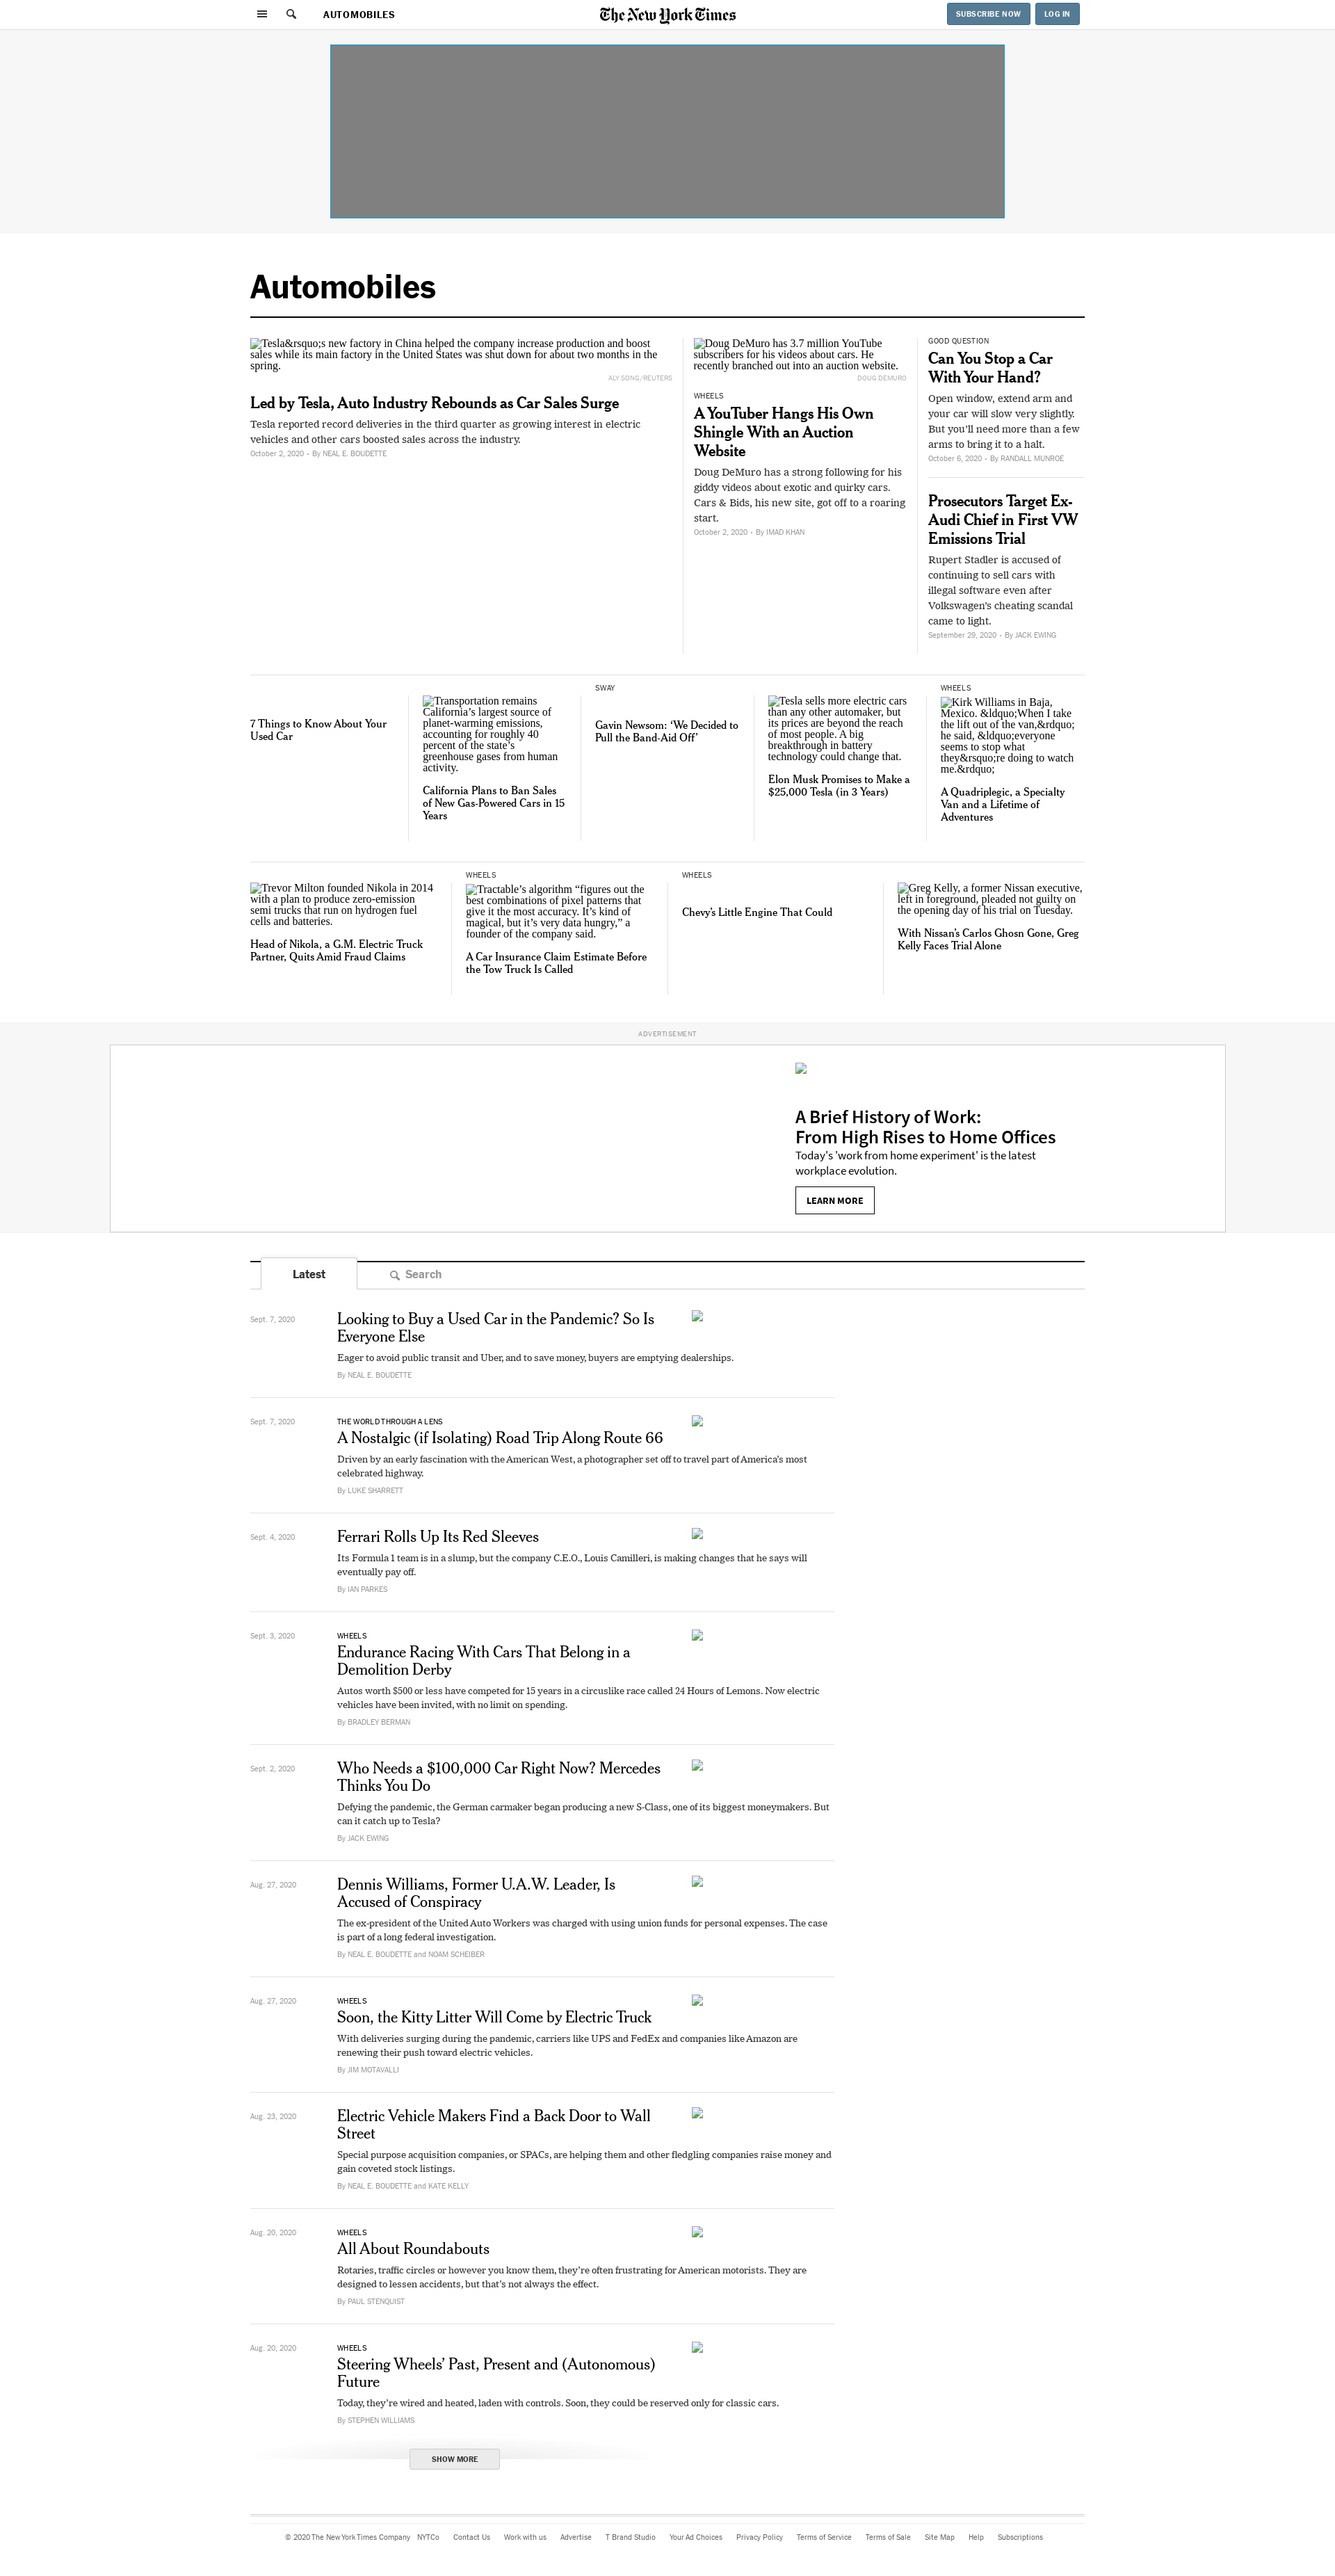 AUTOMOBILES
The New York Times
SUBSCRIBE NOW
LOG IN
Automobiles
Tesla&rsquo;s new factory in China helped the company increase production and boost
sales while its main factory in the United States was shut down for about two months in the
spring.
ALY SONG/REUTERS
Led by Tesla, Auto Industry Rebounds as Car Sales Surge
Tesla reported record deliveries in the third quarter as growing interest in electric
vehicles and other cars boosted sales across the industry.
October 2, 2020 • By NEAL E. BOUDETTE
Doug DeMuro has 3.7 million YouTube
subscribers for his videos about cars. He
recently branched out into an auction website.
DOUG DEMURO
WHEELS
A YouTuber Hangs His Own
Shingle With an Auction
Website
Doug DeMuro has a strong following for his
giddy videos about exotic and quirky cars.
Cars & Bids, his new site, got off to a roaring
start.
October 2, 2020 • By IMAD KHAN
GOOD QUESTION
Can You Stop a Car
With Your Hand?
Open window, extend arm and
your car will slow very slightly.
But you'll need more than a few
arms to bring it to a halt.
October 6, 2020 • By RANDALL MUNROE
Prosecutors Target Ex-
Audi Chief in First VW
Emissions Trial
Rupert Stadler is accused of
continuing to sell cars with
illegal software even after
Volkswagen's cheating scandal
came to light.
September 29, 2020 • By JACK EWING
7 Things to Know About Your
Used Car
Transportation remains
California's largest source of
planet-warming emissions,
accounting for roughly 40
percent of the state's
greenhouse gases from human
activity.
California Plans to Ban Sales
of New Gas-Powered Cars in 15
Years
SWAY
Gavin Newsom: 'We Decided to
Pull the Band-Aid Off'
Tesla sells more electric cars
than any other automaker, but
its prices are beyond the reach
of most people. A big
breakthrough in battery
technology could change that.
Elon Musk Promises to Make a
$25,000 Tesla (in 3 Years)
WHEELS
Kirk Williams in Baja,
Mexico. &ldquo;When I take
the lift out of the van,&rdquo;
he said, &ldquo;everyone
seems to stop what
they&rsquo;re doing to watch
me.&rdquo;
A Quadriplegic, a Specialty
Van and a Lifetime of
Adventures
Trevor Milton founded Nikola in 2014
with a plan to produce zero-emission
semi trucks that run on hydrogen fuel
cells and batteries.
Head of Nikola, a G.M. Electric Truck
Partner, Quits Amid Fraud Claims
WHEELS
Tractable's algorithm "figures out the
best combinations of pixel patterns that
give it the most accuracy. It's kind of
magical, but it's very data hungry," a
founder of the company said.
A Car Insurance Claim Estimate Before
the Tow Truck Is Called
WHEELS
Chevy's Little Engine That Could
Greg Kelly, a former Nissan executive,
left in foreground, pleaded not guilty on
the opening day of his trial on Tuesday.
With Nissan's Carlos Ghosn Gone, Greg
Kelly Faces Trial Alone
ADVERTISEMENT
A Brief History of Work:
From High Rises to Home Offices
Today's 'work from home experiment' is the latest
workplace evolution.
LEARN MORE
Latest
Search
Sept. 7, 2020
Looking to Buy a Used Car in the Pandemic? So Is
Everyone Else
Eager to avoid public transit and Uber, and to save money, buyers are emptying dealerships.
By NEAL E. BOUDETTE
Sept. 7, 2020
THE WORLD THROUGH A LENS
A Nostalgic (if Isolating) Road Trip Along Route 66
Driven by an early fascination with the American West, a photographer set off to travel part of America's most
celebrated highway.
By LUKE SHARRETT
Sept. 4, 2020
Ferrari Rolls Up Its Red Sleeves
Its Formula 1 team is in a slump, but the company C.E.O., Louis Camilleri, is making changes that he says will
eventually pay off.
By IAN PARKES
Sept. 3, 2020
WHEELS
Endurance Racing With Cars That Belong in a
Demolition Derby
Autos worth $500 or less have competed for 15 years in a circuslike race called 24 Hours of Lemons. Now electric
vehicles have been invited, with no limit on spending.
By BRADLEY BERMAN
Sept. 2, 2020
Who Needs a $100,000 Car Right Now? Mercedes
Thinks You Do
Defying the pandemic, the German carmaker began producing a new S-Class, one of its biggest moneymakers. But
can it catch up to Tesla?
By JACK EWING
Aug. 27, 2020
Dennis Williams, Former U.A.W. Leader, Is
Accused of Conspiracy
The ex-president of the United Auto Workers was charged with using union funds for personal expenses. The case
is part of a long federal investigation.
By NEAL E. BOUDETTE and NOAM SCHEIBER
Aug. 27, 2020
WHEELS
Soon, the Kitty Litter Will Come by Electric Truck
With deliveries surging during the pandemic, carriers like UPS and FedEx and companies like Amazon are
renewing their push toward electric vehicles.
By JIM MOTAVALLI
Aug. 23, 2020
Electric Vehicle Makers Find a Back Door to Wall
Street
Special purpose acquisition companies, or SPACs, are helping them and other fledgling companies raise money and
gain coveted stock listings.
By NEAL E. BOUDETTE and KATE KELLY
Aug. 20, 2020
WHEELS
All About Roundabouts
Rotaries, traffic circles or however you know them, they're often frustrating for American motorists. They are
designed to lessen accidents, but that's not always the effect.
By PAUL STENQUIST
Aug. 20, 2020
WHEELS
Steering Wheels' Past, Present and (Autonomous)
Future
Today, they're wired and heated, laden with controls. Soon, they could be reserved only for classic cars.
By STEPHEN WILLIAMS
SHOW MORE
© 2020 The New York Times Company NYTCo Contact Us Work with us Advertise T Brand Studio Your Ad Choices Privacy Policy Terms of Service Terms of Sale Site Map Help Subscriptions